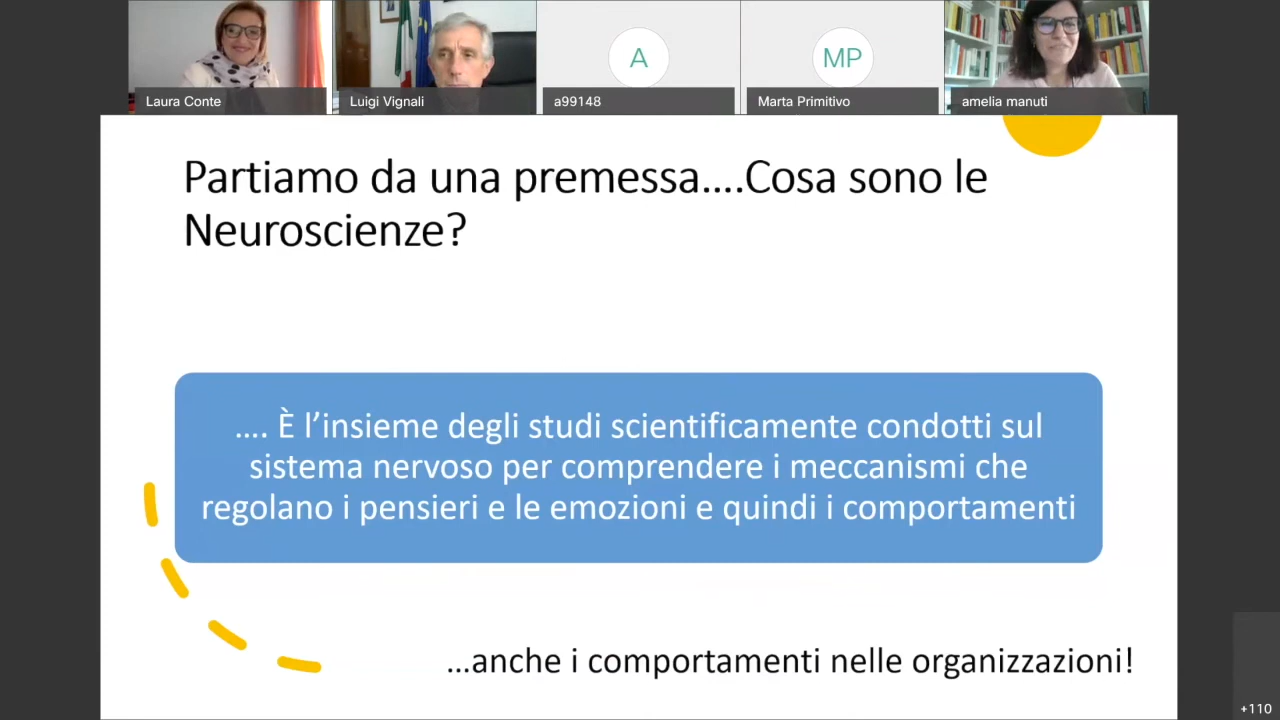 Laura Conte
Luigi Vignali
A
a99148
MP
Marta Primitivo
amelia manuti
Partiamo da una premessa....Cosa sono le
Neuroscienze?
.... È l’insieme degli studi scientificamente condotti sul
sistema nervoso per comprendere i meccanismi che
regolano i pensieri e le emozioni e quindi i comportamenti
...anche i comportamenti nelle organizzazioni!
+110